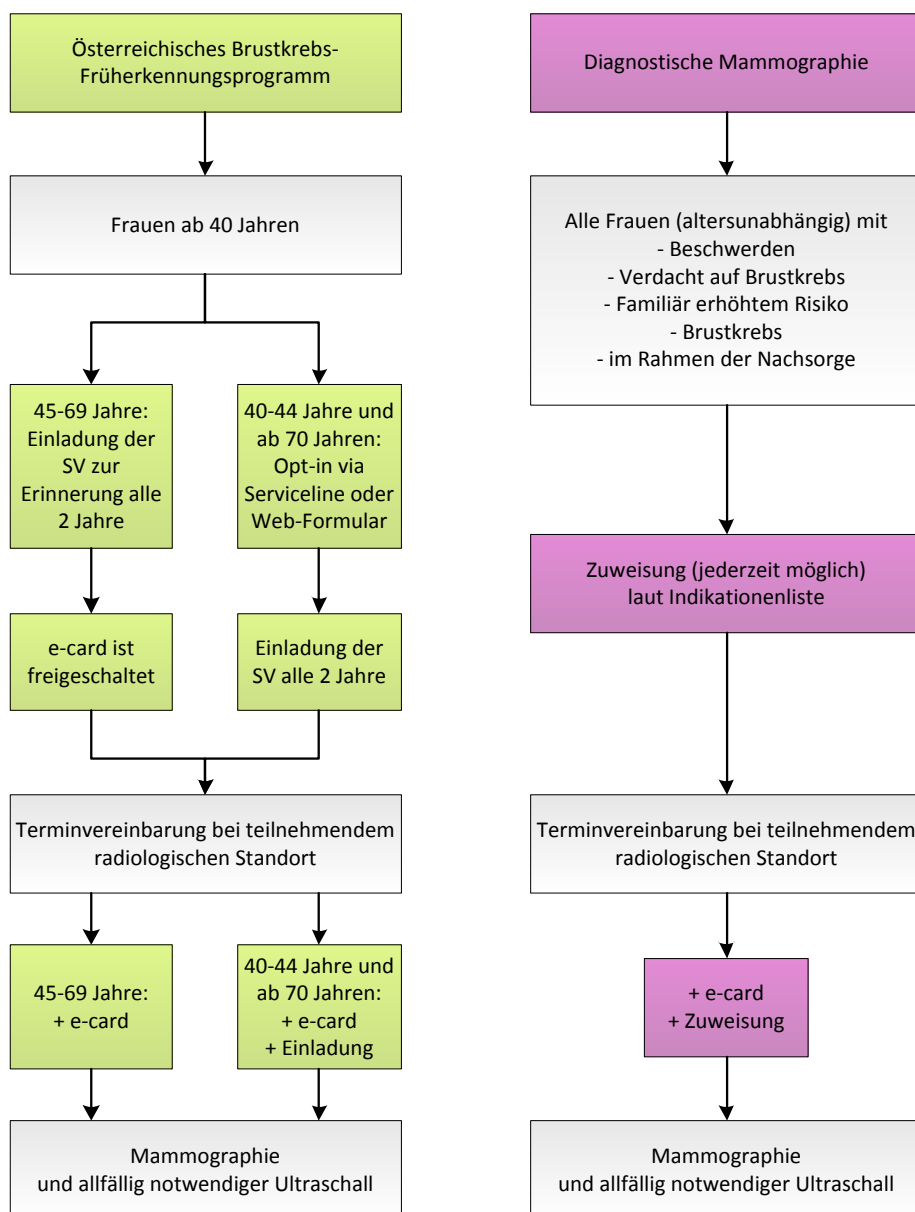 Österreichisches Brustkrebs-
Früherkennungsprogramm
Frauen ab 40 Jahren
45-69 Jahre:
Einladung der
SV zur
Erinnerung alle
2 Jahre
40-44 Jahre und
ab 70 Jahren:
Opt-in via
Serviceline oder
Web-Formular
e-card ist
freigeschaltet
Einladung der
SV alle 2 Jahre
Terminvereinbarung bei teilnehmendem
radiologischen Standort
45-69 Jahre:
+ e-card
40-44 Jahre und
ab 70 Jahren:
+ e-card
+ Einladung
Mammographie
und allfällig notwendiger Ultraschall
Diagnostische Mammographie
Alle Frauen (altersunabhängig) mit
- Beschwerden
- Verdacht auf Brustkrebs
- Familiär erhöhtem Risiko
- Brustkrebs
- im Rahmen der Nachsorge
Zuweisung (jederzeit möglich)
laut Indikationenliste
Terminvereinbarung bei teilnehmendem
radiologischen Standort
+ e-card
+ Zuweisung
Mammographie
und allfällig notwendiger Ultraschall